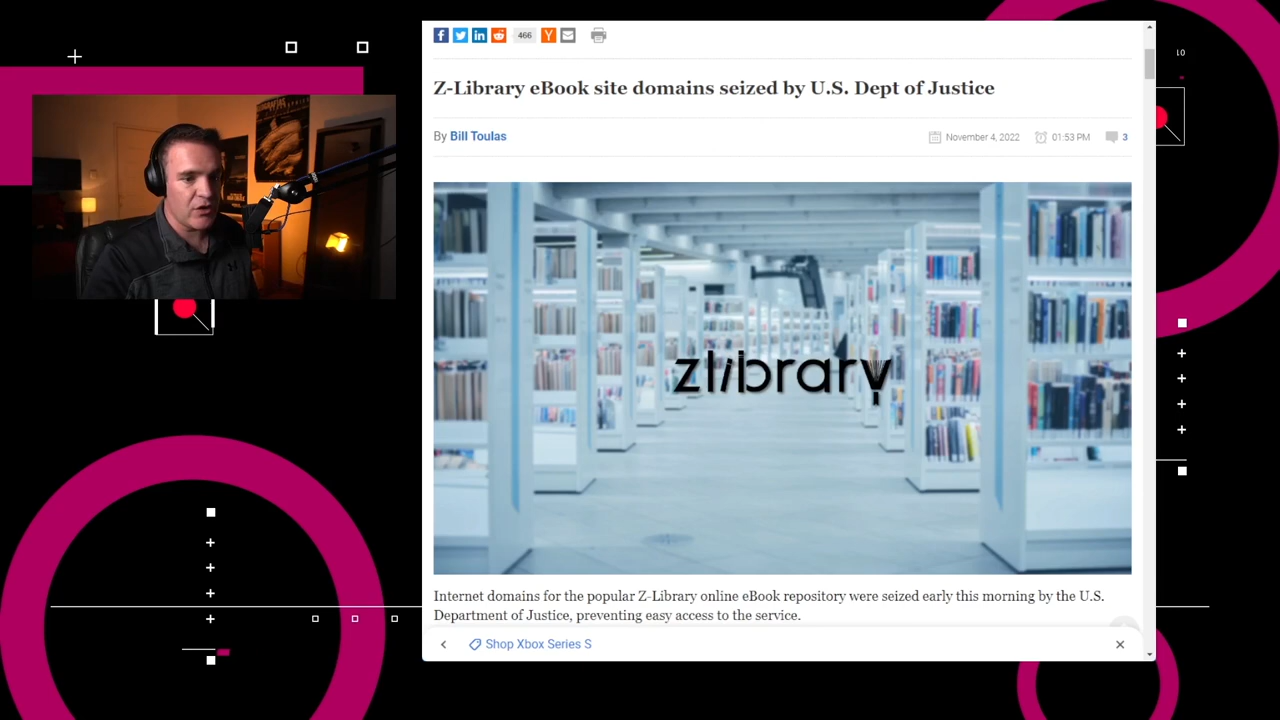 466
Z-Library eBook site domains seized by U.S. Dept of Justice
By Bill Toulas
November 4, 2022
01:53 PM
3
zlibrary
Internet domains for the popular Z-Library online eBook repository were seized early this morning by the U.S.
Department of Justice, preventing easy access to the service.
Shop Xbox Series S
10